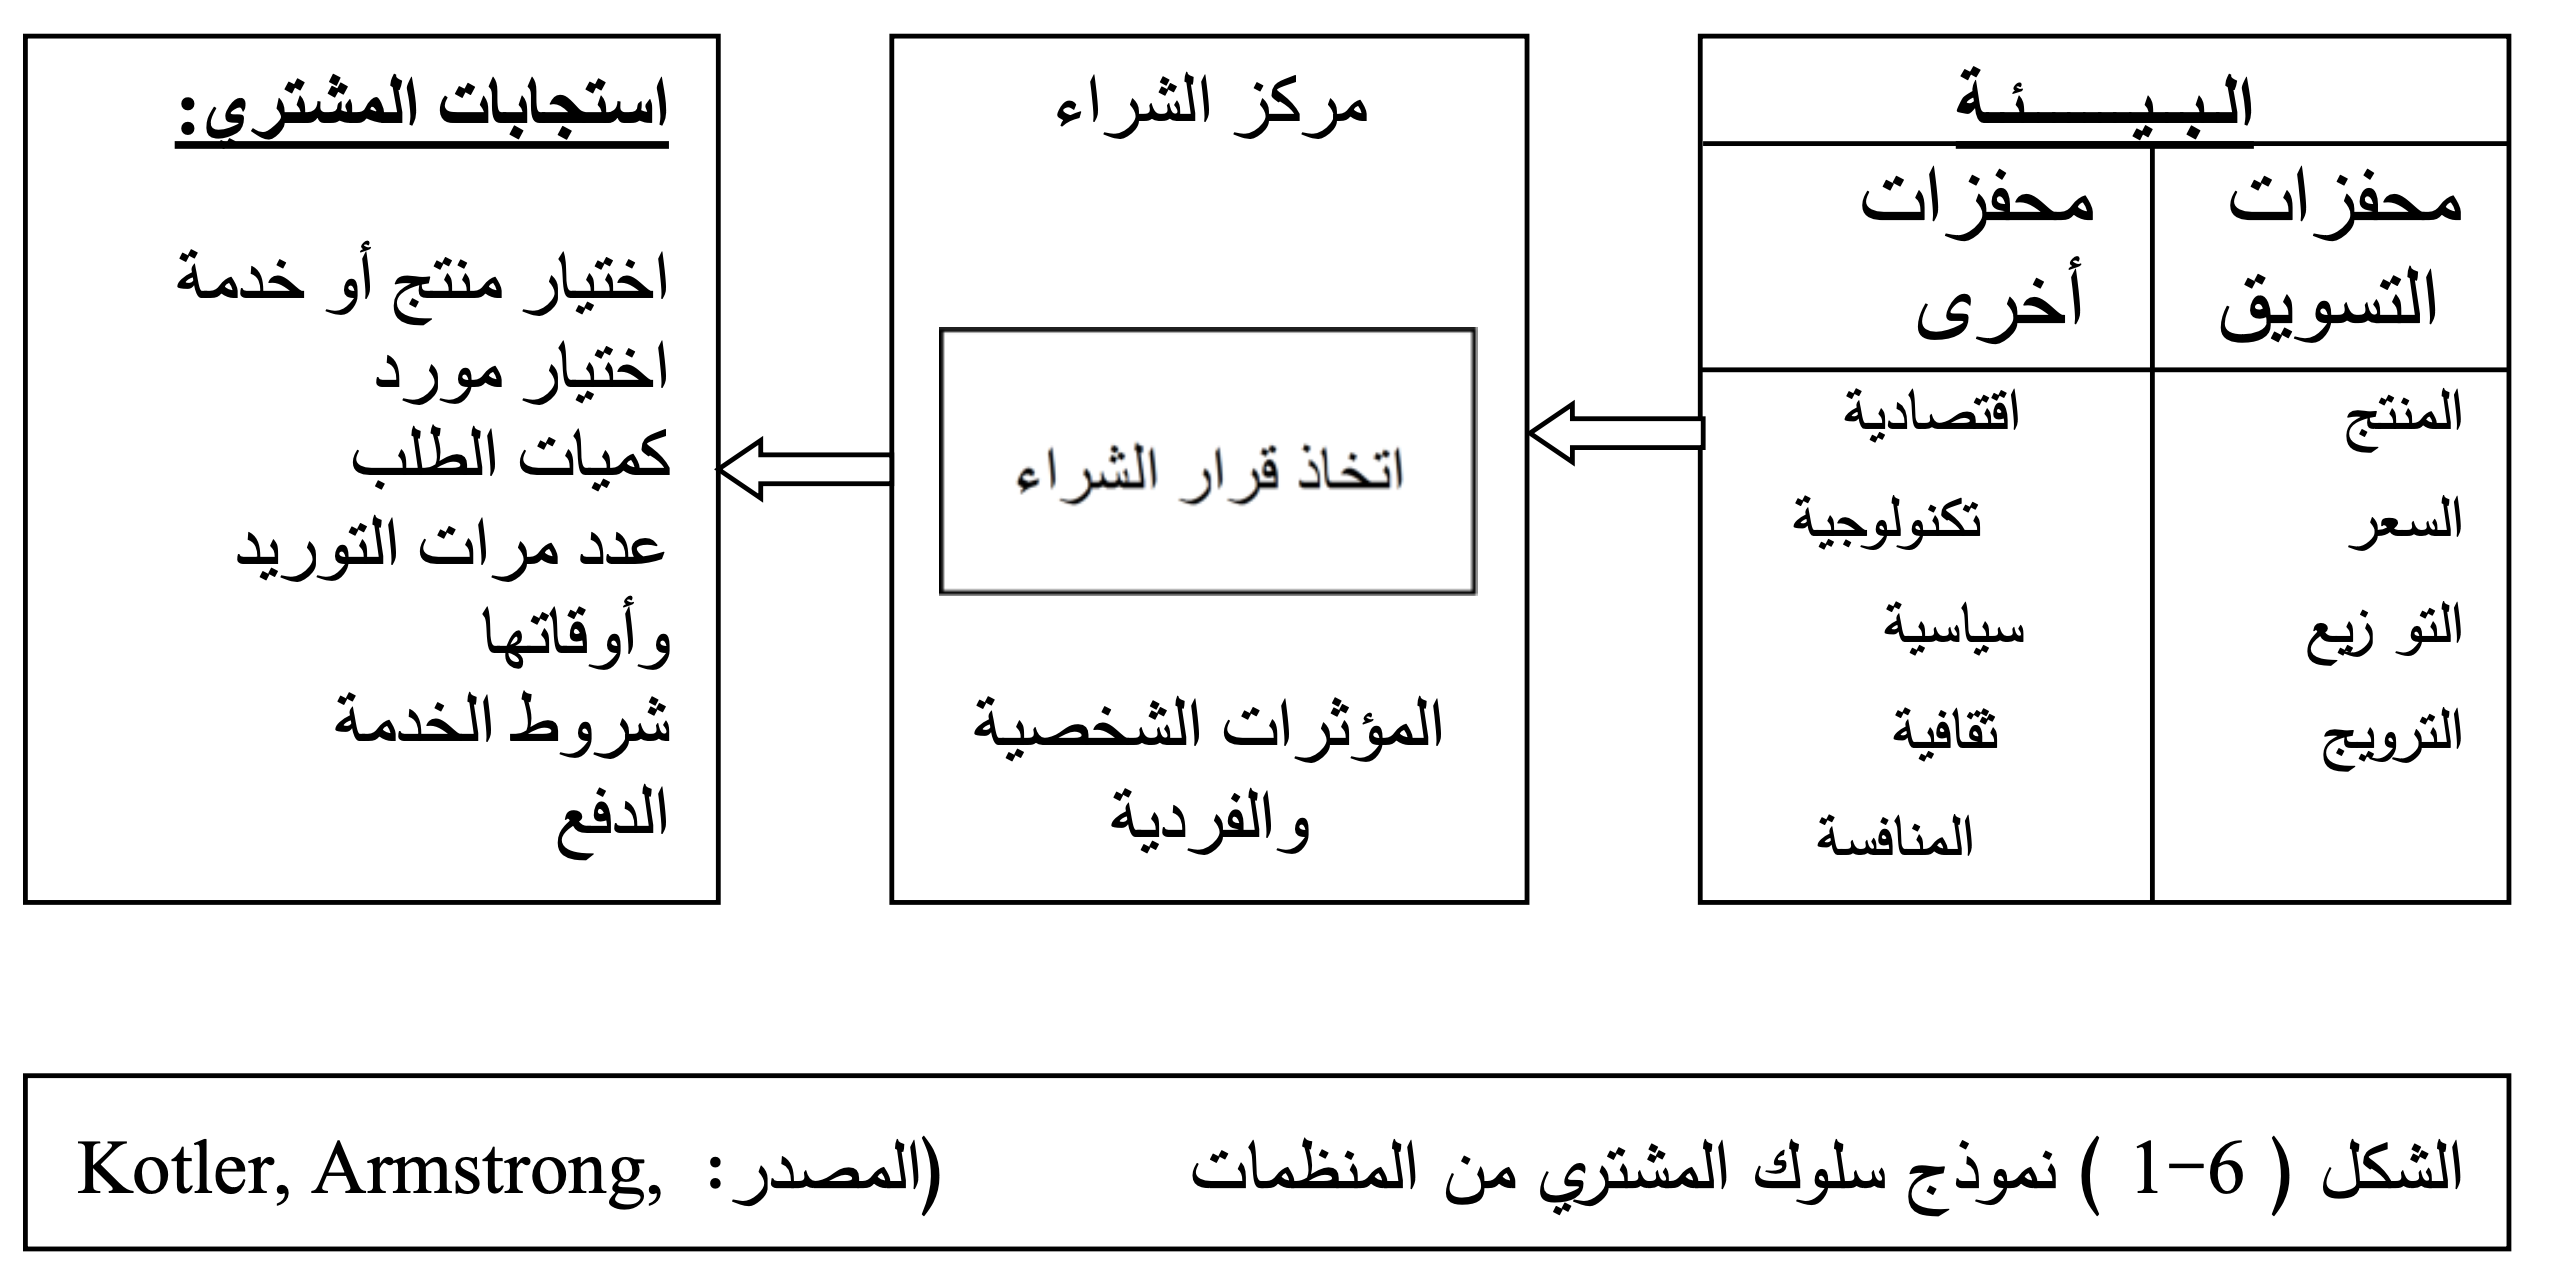 البـيـــــئـة
محفزات
التسويق
محفزات
أخرى
المنتج
السعر
التو زيع
الترويج
اقتصادية
تكنولوجية
سياسية
ثقافية
المنافسة
مركز الشراء
اتخاذ قرار الشراء
المؤثرات الشخصية
والفردية
استجابات المشتري:
اختيار منتج أو خدمة
اختيار مورد
كميات الطلب
عدد مرات التوريد
وأوقاتها
شروط الخدمة
الدفع
الشكل ( 6-1 ) نموذج سلوك المشتري من المنظمات (المصدر: Kotler, Armstrong,